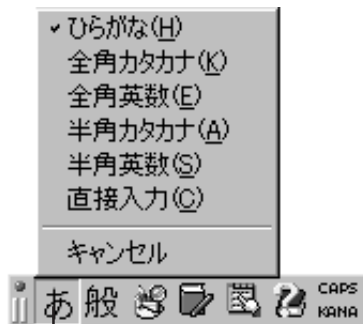 ひらがな(H)
全角カタカナ(K)
全角英数(E)
半角カタカナ(A)
半角英数(S)
直接入力(C)
キャンセル
あ 般 CAPS
KANA